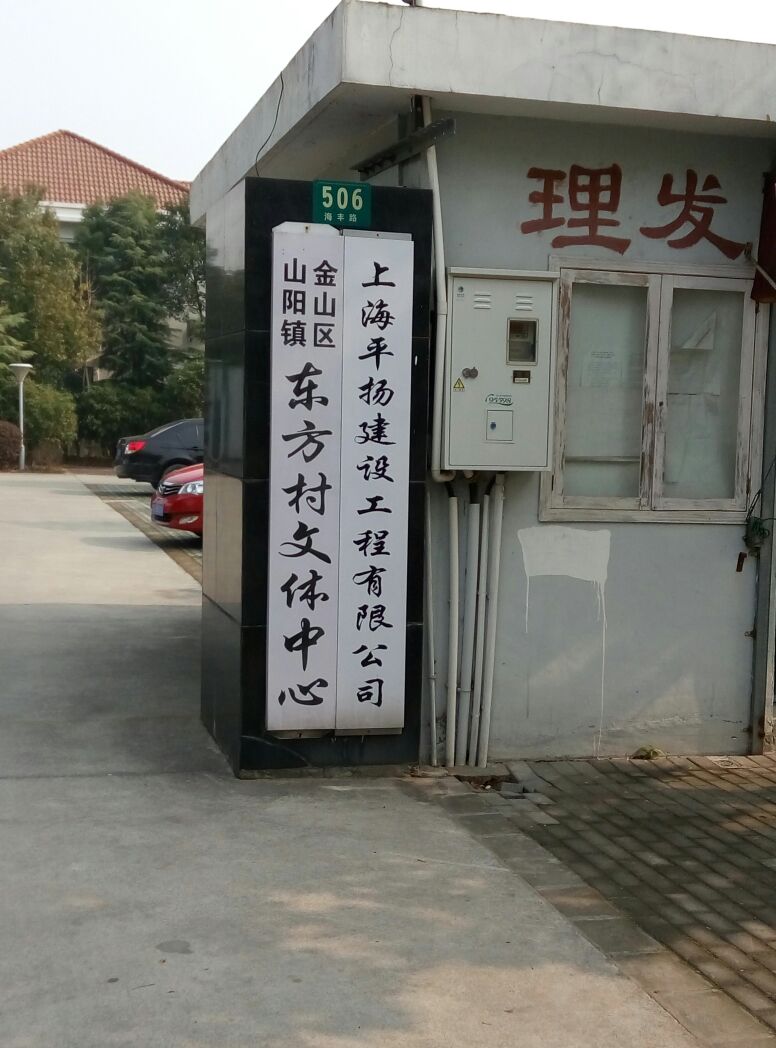 506
海丰路
理发
金山区
山阳镇
东方村文体中心
上海平扬建设工程有限公司
95598